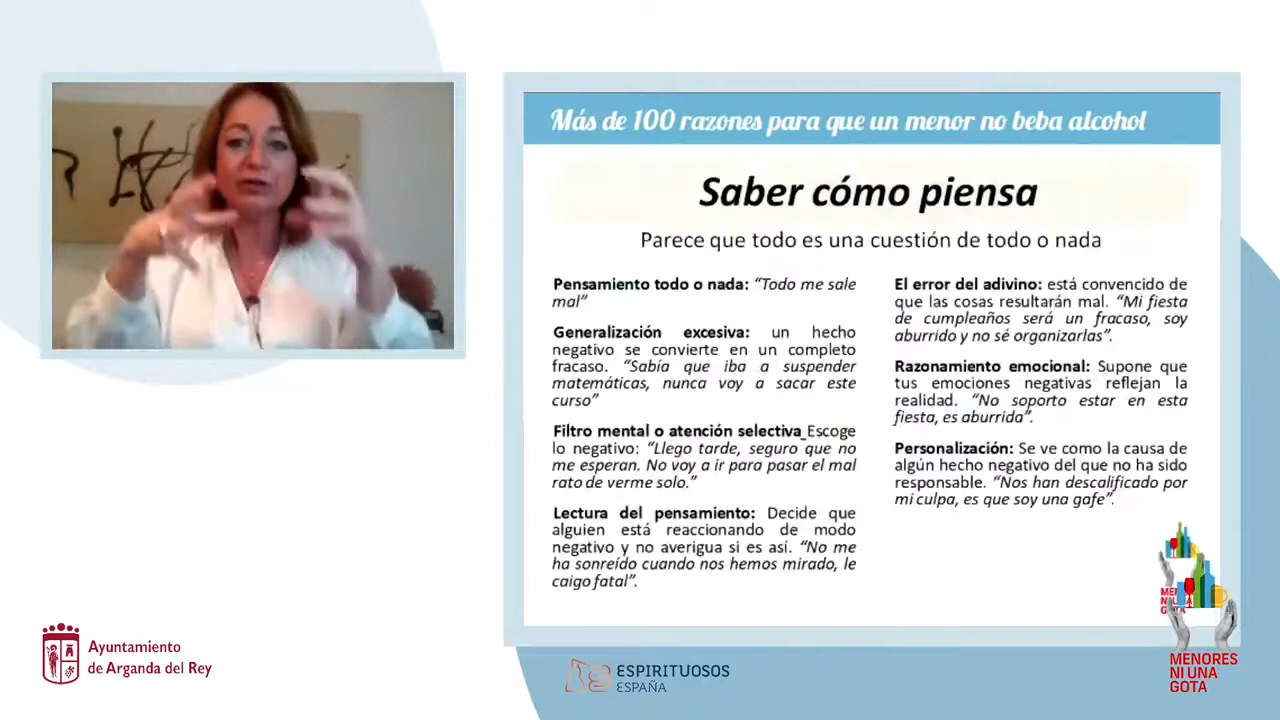 Más de 100 razones para que un menor no beba alcohol
Saber cómo piensa
Parece que todo es una cuestión de todo o nada
Pensamiento todo o nada: “Todo me sale
mal”
Generalización excesiva: un hecho
negativo se convierte en un completo
fracaso. “Sabía que iba a suspender
matemáticas, nunca voy a sacar este
curso”
Filtro mental o atención selectiva_Escoge
lo negativo: “Llego tarde, seguro que no
me esperan. No voy a ir para pasar el mal
rato de verme solo.”
Lectura del pensamiento: Decide que
alguien está reaccionando de modo
negativo y no averigua si es así. “No me
ha sonreído cuando nos hemos mirado, le
caigo fatal”.
El error del adivino: está convencido de
que las cosas resultarán mal. “Mi fiesta
de cumpleaños será un fracaso, soy
aburrido y no sé organizarlas”.
Razonamiento emocional: Supone que
tus emociones negativas reflejan la
realidad. “No soporto estar en esta
fiesta, es aburrida”.
Personalización: Se ve como la causa de
algún hecho negativo del que no ha sido
responsable. “Nos han descalificado por
mi culpa, es que soy una gafe”.
Ayuntamiento
de Arganda del Rey
ESPIRITUOSOS
ESPAÑA
MENORES
NI UNA
GOTA